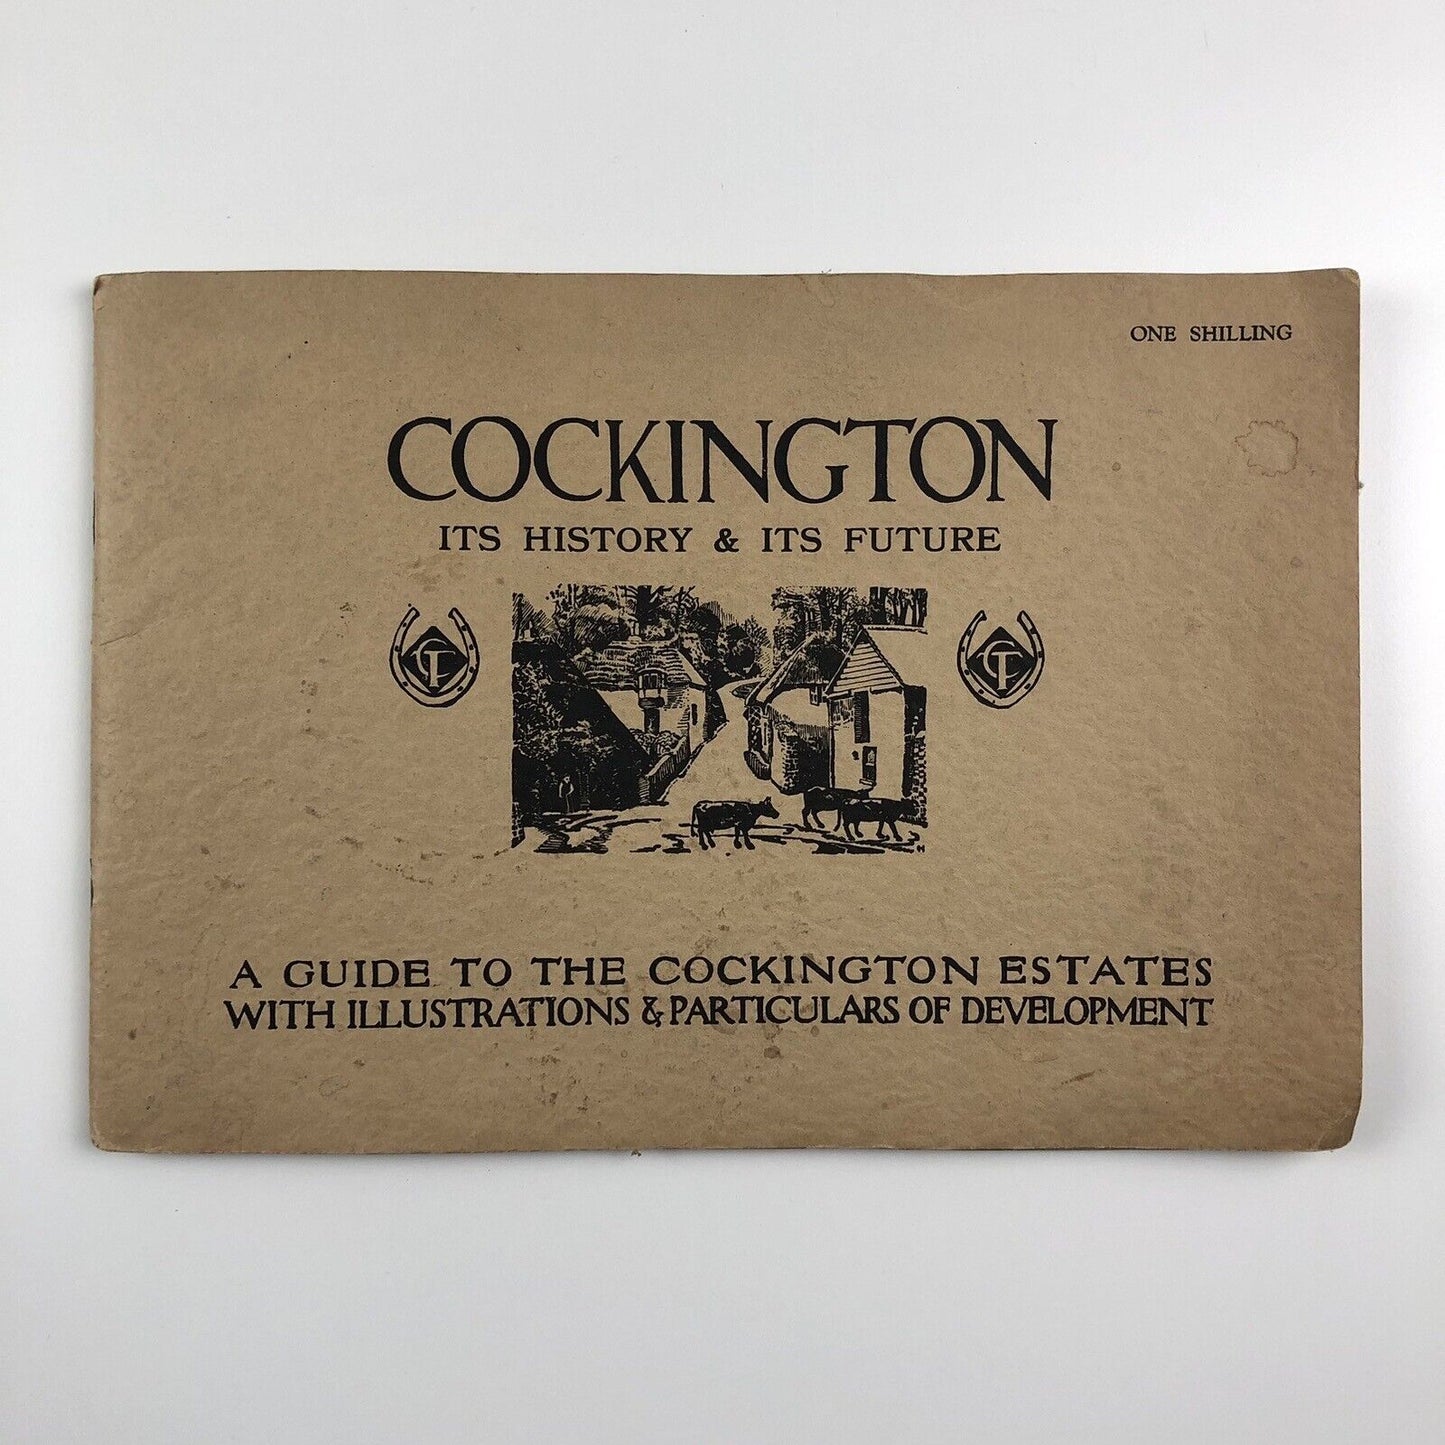 ONE SHILLING
COCKINGTON
ITS HISTORY & ITS FUTURE
A GUIDE TO THE COCKINGTON ESTATES
WITH ILLUSTRATIONS & PARTICULARS OF DEVELOPMENT